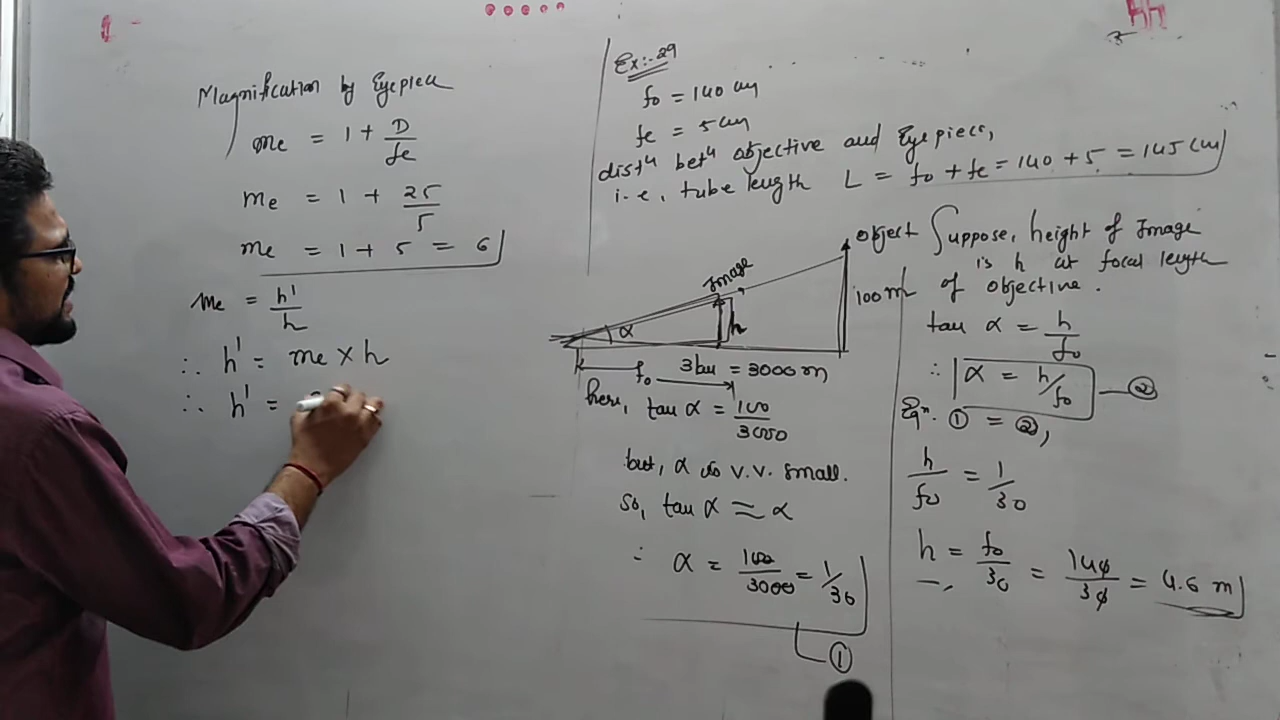 Magnification by Eyepiece
me = 1 + D/fe
me = 1 + 25/5
me = 1 + 5 = 6
me = h'/h
∴ h' = me × h
∴ h' =
Ex:- 29
fo = 140 cm
fe = 5 cm
distⁿ betⁿ objective and Eyepiece,
i.e, tube length L = fo + fe = 140 + 5 = 145 cm
object
Image
100 m
α
h
fo
3km = 3000 m
here, tan α = 100/3000
but, α is v.v. small.
so, tan α ≈ α
∴ α = 100/3000 = 1/30
①
Suppose, height of Image
is h at focal length
of objective.
tan α = h/fo
∴ α = h/fo — ②
Eqⁿ. ① = ②,
h/fo = 1/30
h = fo/30 = 140/30 = 4.6 m